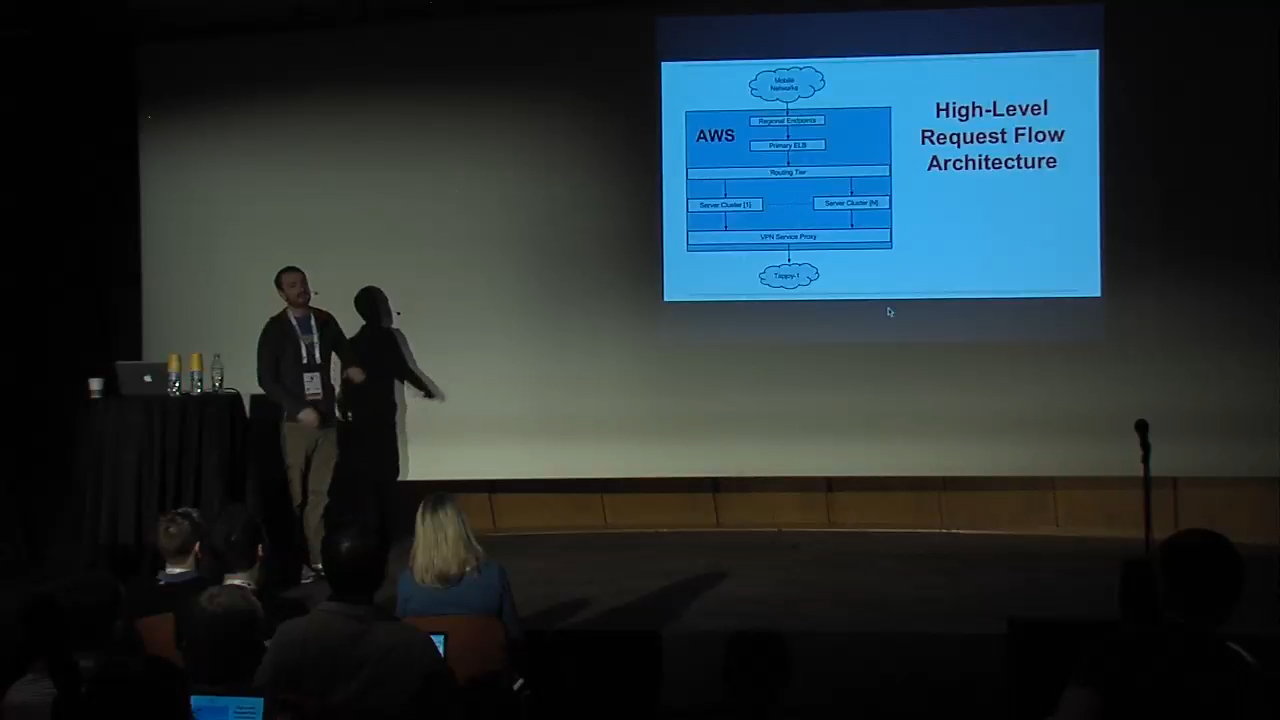 Mobile
Networks
AWS
Regional Endpoints
Primary ELB
Routing Tier
Server Cluster [1]
Server Cluster [N]
VPN Service Proxy
Tapjoy-1
High-Level
Request Flow
Architecture